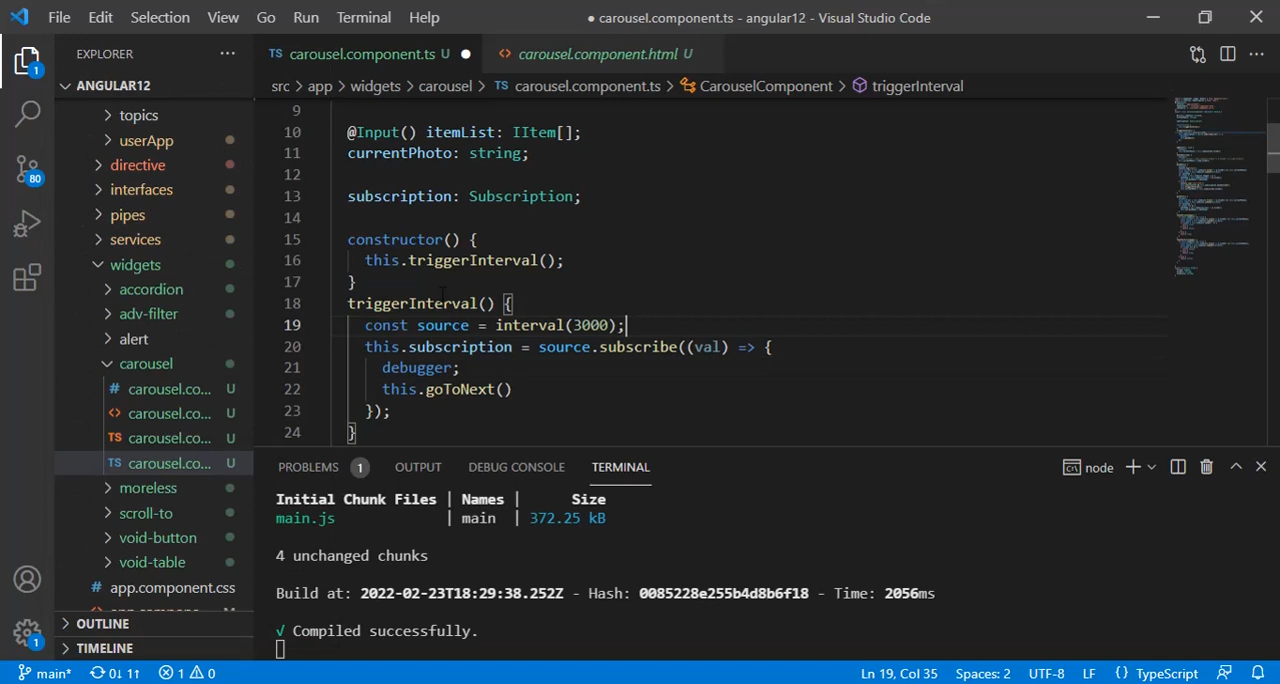 File Edit Selection View Go Run Terminal Help ● carousel.component.ts - angular12 - Visual Studio Code
EXPLORER ···
TS carousel.component.ts U ● <> carousel.component.html U ···
src > app > widgets > carousel > TS carousel.component.ts > CarouselComponent > triggerInterval
1
80
1
ANGULAR12
topics
userApp
directive
interfaces
pipes
services
widgets
accordion
adv-filter
alert
carousel
# carousel.co... U
<> carousel.co... U
TS carousel.co... U
TS carousel.co... U
moreless
scroll-to
void-button
void-table
# app.component.css
OUTLINE
TIMELINE
9
10 @Input() itemList: IItem[];
11 currentPhoto: string;
12
13 subscription: Subscription;
14
15 constructor() {
16 this.triggerInterval();
17 }
18 triggerInterval() {
19 const source = interval(3000);
20 this.subscription = source.subscribe((val) => {
21 debugger;
22 this.goToNext()
23 });
24 }
PROBLEMS 1 OUTPUT DEBUG CONSOLE TERMINAL node
Initial Chunk Files | Names | Size
main.js | main | 372.25 kB
4 unchanged chunks
Build at: 2022-02-23T18:29:38.252Z - Hash: 0085228e255b4d8b6f18 - Time: 2056ms
√ Compiled successfully.
main* 0↓ 1↑ 1 0 Ln 19, Col 35 Spaces: 2 UTF-8 LF {} TypeScript